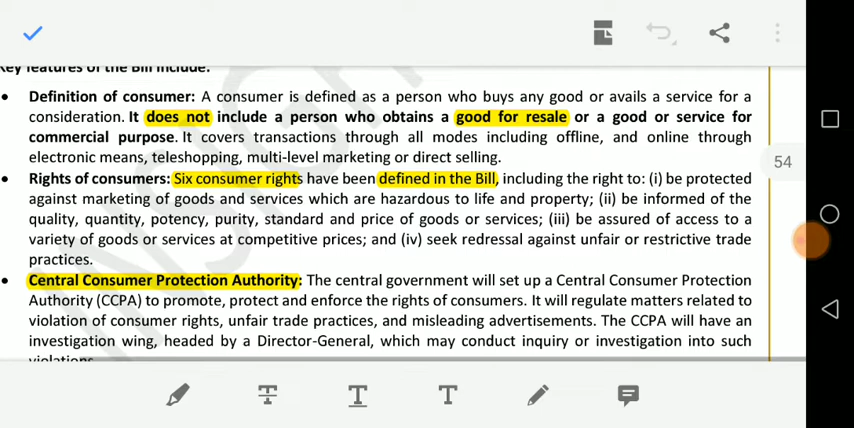 Key features of the Bill include:
• Definition of consumer: A consumer is defined as a person who buys any good or avails a service for a
consideration. It does not include a person who obtains a good for resale or a good or service for
commercial purpose. It covers transactions through all modes including offline, and online through
electronic means, teleshopping, multi-level marketing or direct selling.
54
• Rights of consumers: Six consumer rights have been defined in the Bill, including the right to: (i) be protected
against marketing of goods and services which are hazardous to life and property; (ii) be informed of the
quality, quantity, potency, purity, standard and price of goods or services; (iii) be assured of access to a
variety of goods or services at competitive prices; and (iv) seek redressal against unfair or restrictive trade
practices.
• Central Consumer Protection Authority: The central government will set up a Central Consumer Protection
Authority (CCPA) to promote, protect and enforce the rights of consumers. It will regulate matters related to
violation of consumer rights, unfair trade practices, and misleading advertisements. The CCPA will have an
investigation wing, headed by a Director-General, which may conduct inquiry or investigation into such
violations.